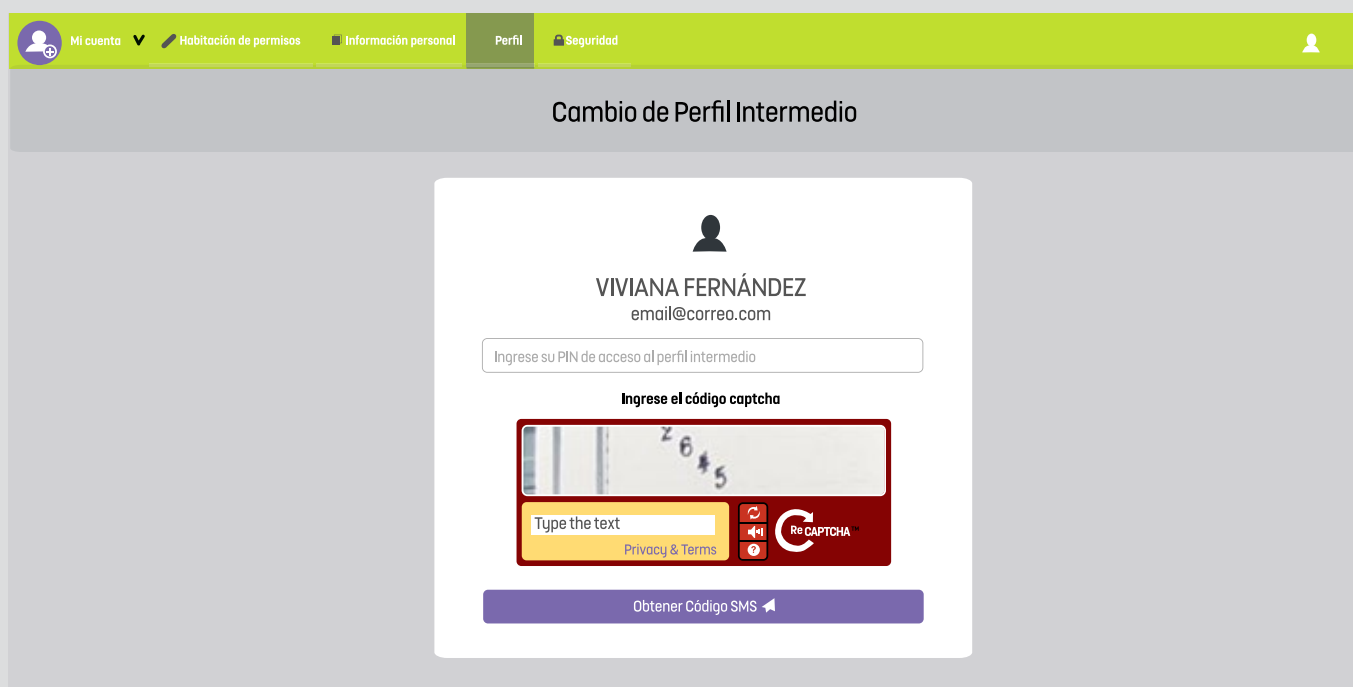 Mi cuenta
Habitación de permisos
Información personal
Perfil
Seguridad
Cambio de Perfil Intermedio
VIVIANA FERNÁNDEZ
email@correo.com
Ingrese su PIN de acceso al perfil intermedio
Ingrese el código captcha
Type the text
Privacy & Terms
Re CAPTCHA™
Obtener Código SMS